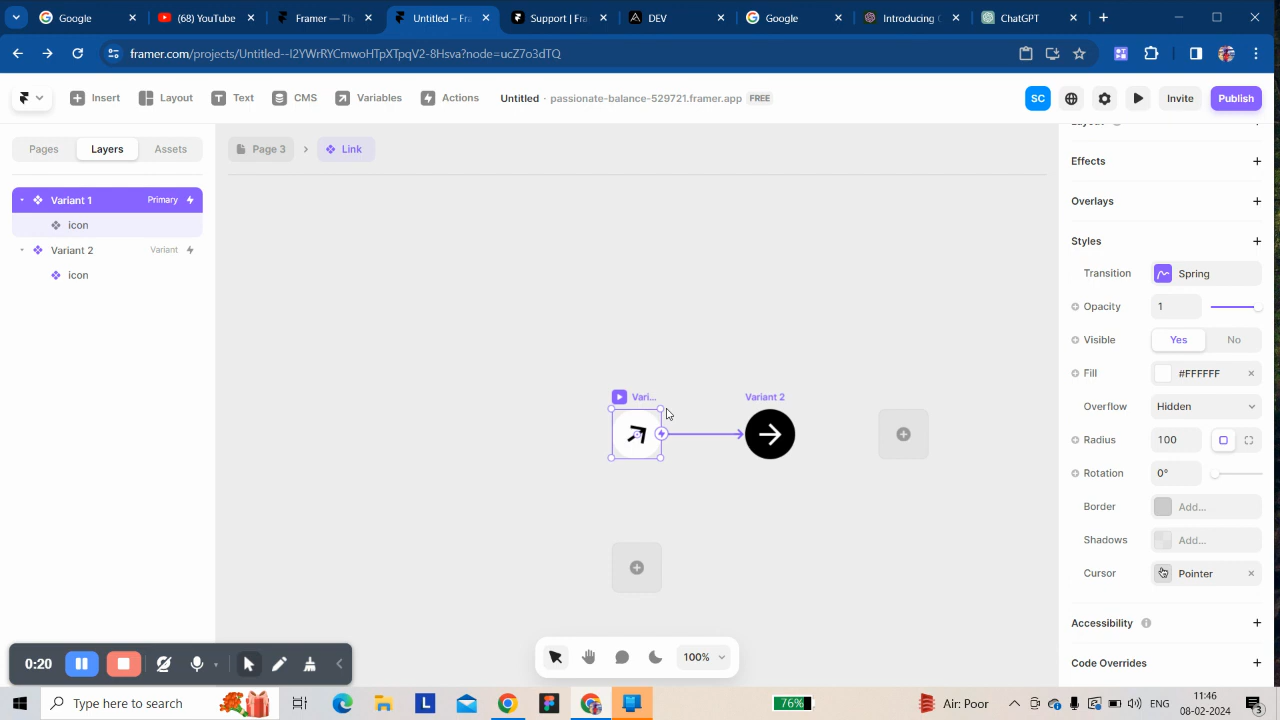 Google
(48) YouTube
Framer — The
Untitled – Fra
Support | Fra
DEV
Google
Introducing C
ChatGPT
framer.com/projects/Untitled--I2YWrRYCmwoHTpXTpqV2-8Hsva?node=ucZ7o3dTQ
Insert
Layout
Text
CMS
Variables
Actions
Untitled
passionate-balance-529721.framer.app
FREE
SC
Invite
Publish
Pages
Layers
Assets
Page 3
Link
Variant 1
Primary
icon
Variant 2
Variant
icon
Vari...
Variant 2
Effects
Overlays
Styles
Transition
Spring
Opacity
1
Visible
Yes
No
Fill
#FFFFFF
Overflow
Hidden
Radius
100
Rotation
0°
Border
Add...
Shadows
Add...
Cursor
Pointer
Accessibility
Code Overrides
0:20
100%
Type here to search
76%
Air: Poor
ENG
11:46
08-02-2024
3